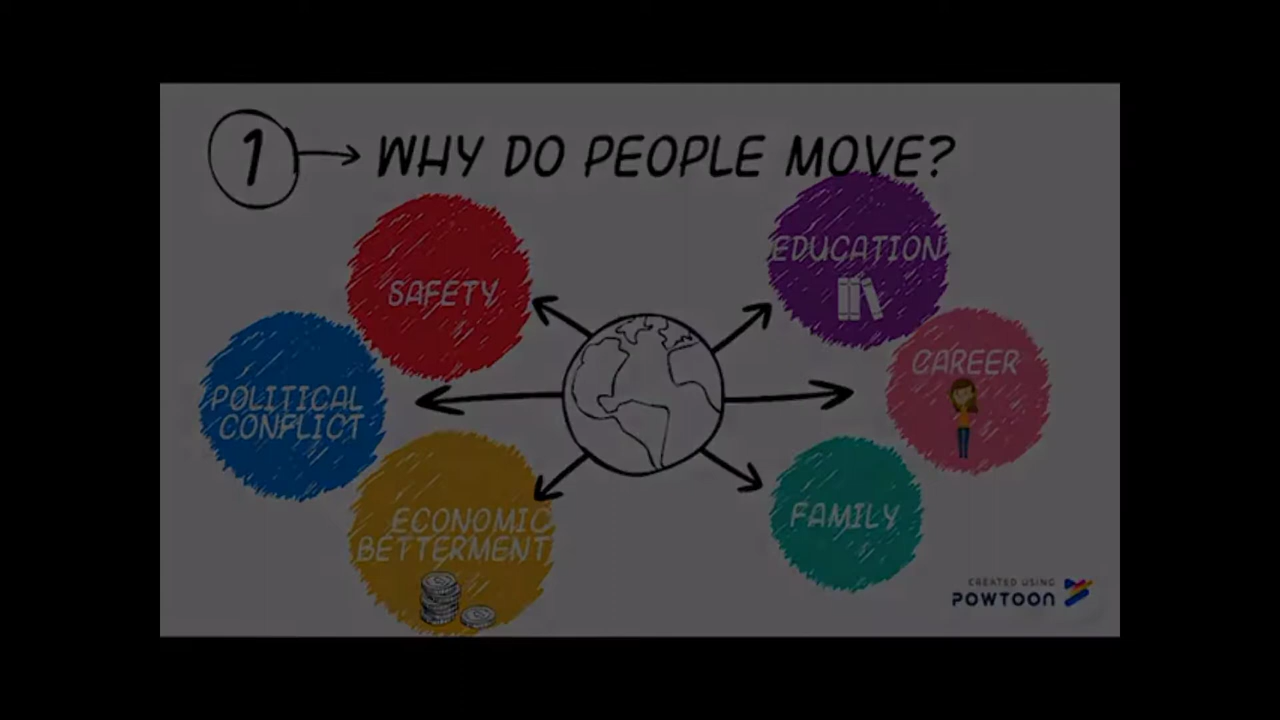 1
WHY DO PEOPLE MOVE?
SAFETY
POLITICAL
CONFLICT
ECONOMIC
BETTERMENT
EDUCATION
CAREER
FAMILY
CREATED USING
POWTOON